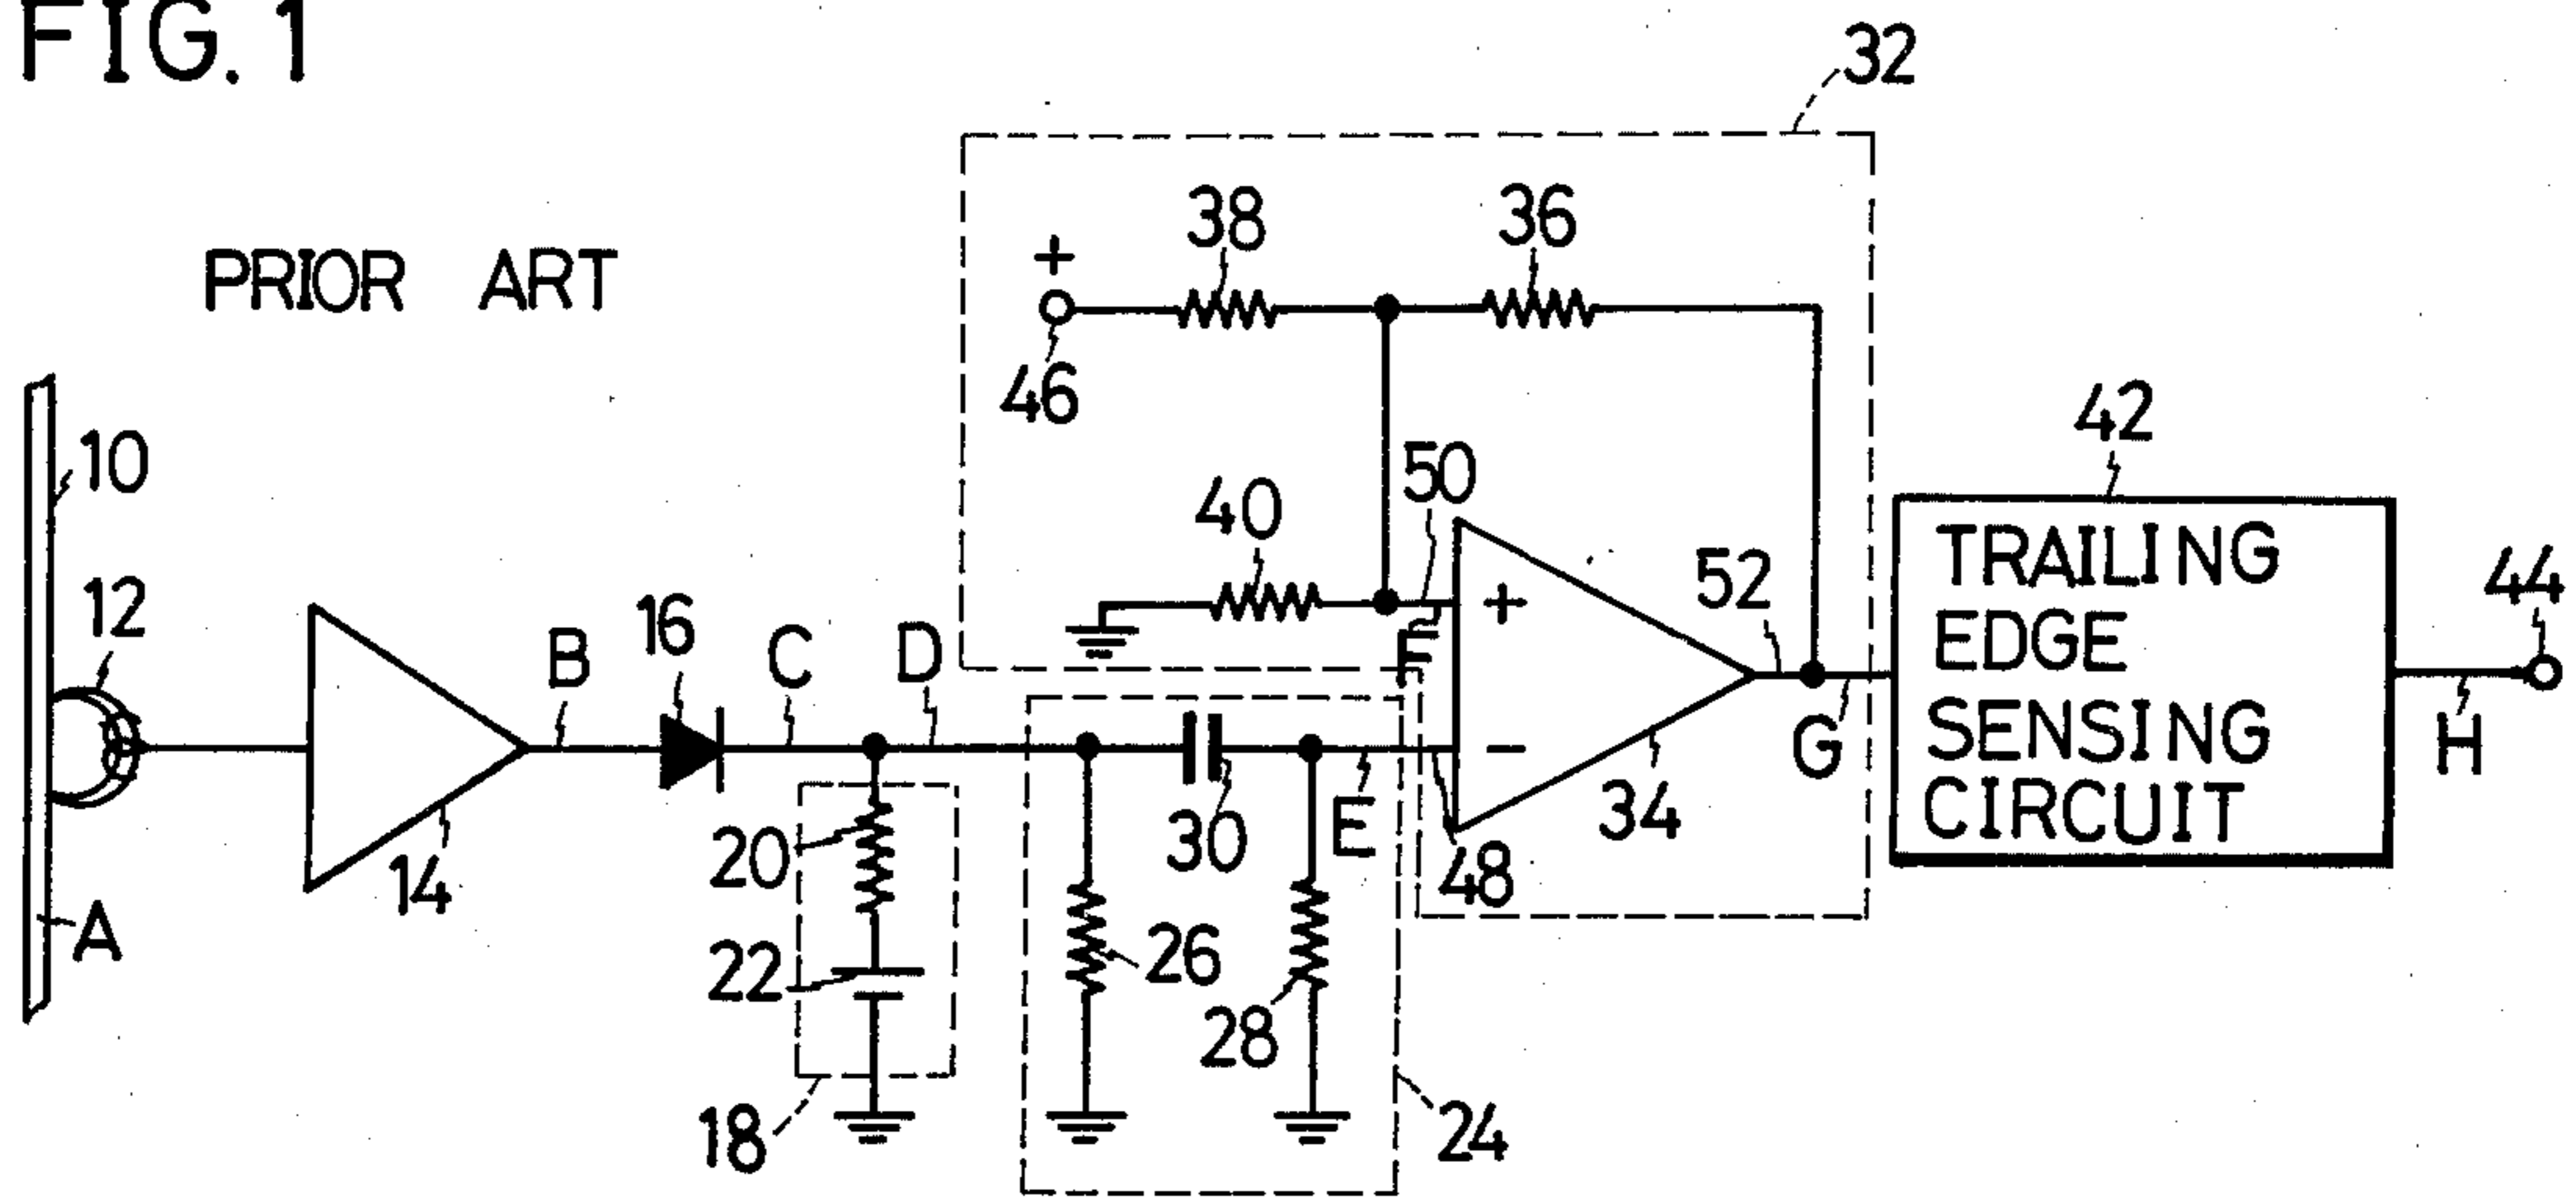 FIG. 1
32
38 36
PRIOR ART
+
46
42
10
50
40
TRAILING
EDGE
SENSING
CIRCUIT
12
16
B
C
D
+
F
52
44
−
G
H
20
30
E
48
34
14
A
22
26
28
18
24